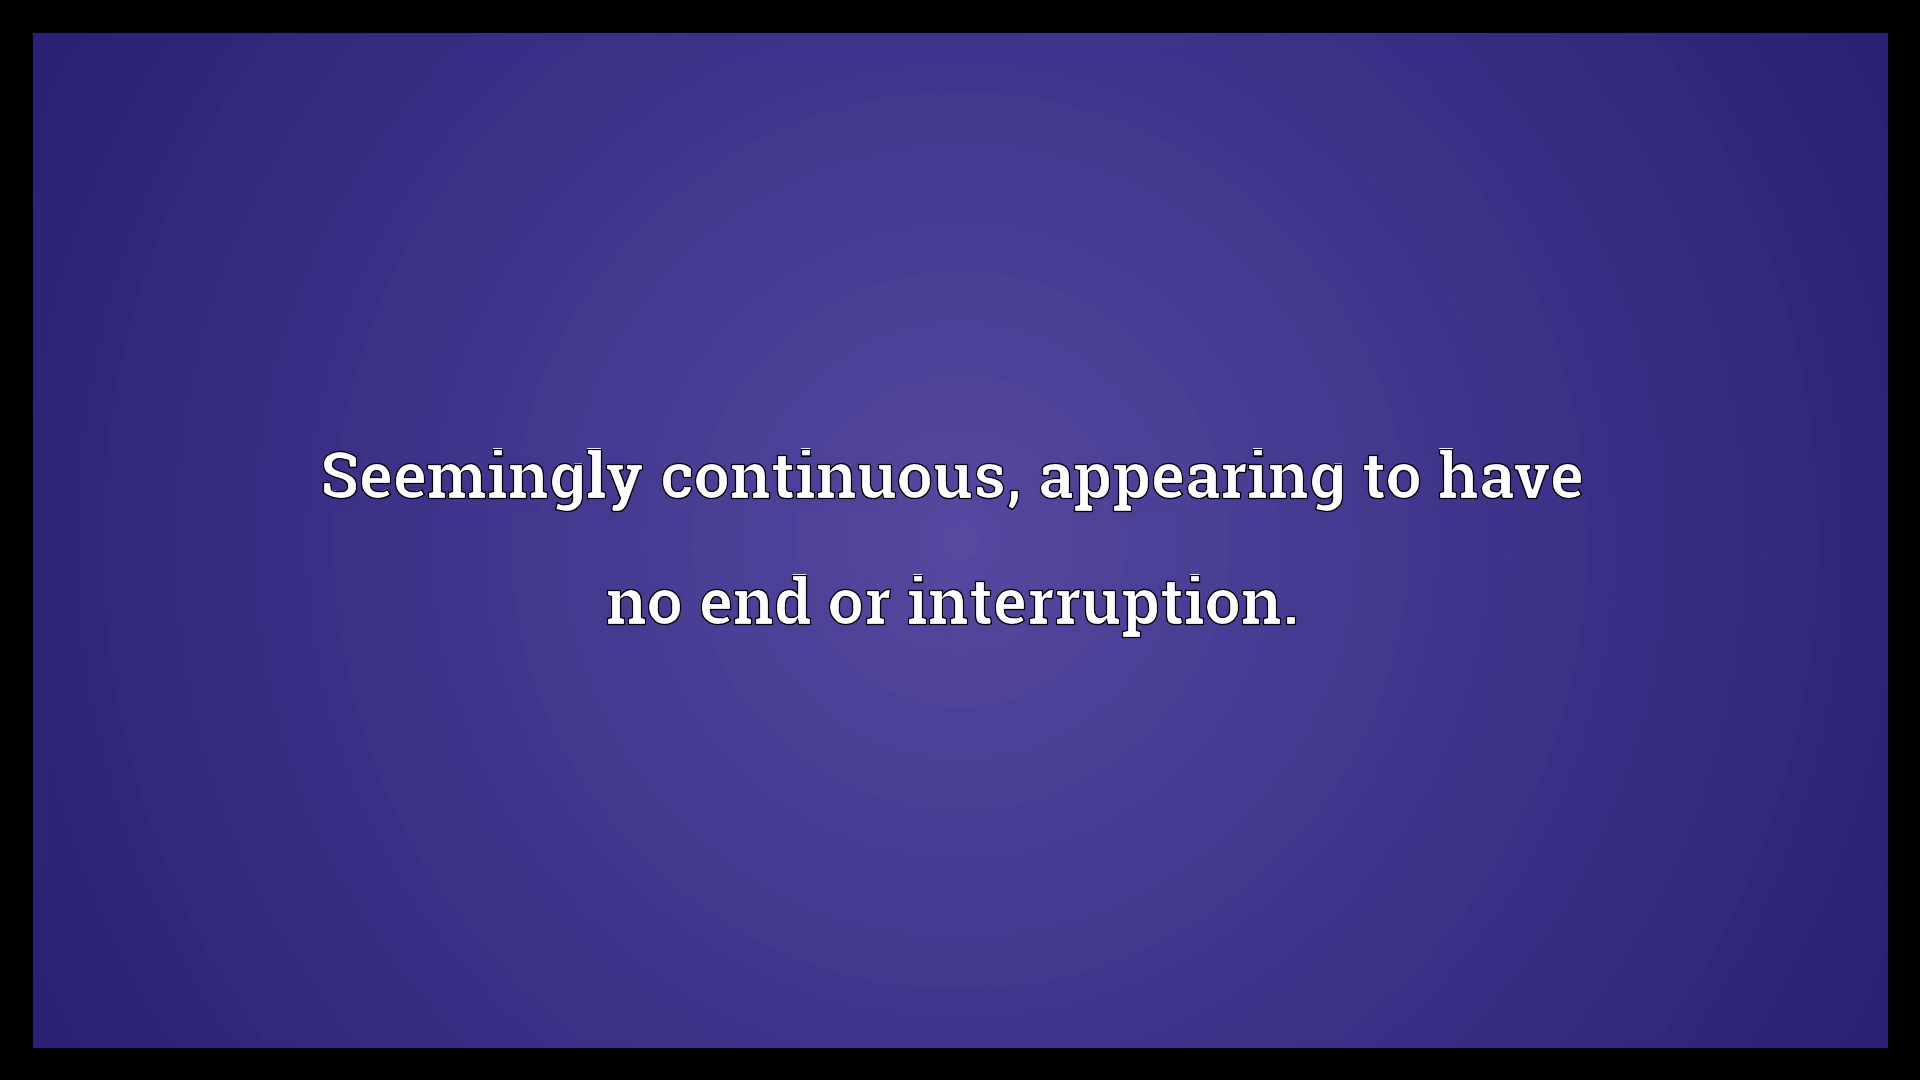 Seemingly continuous, appearing to have
no end or interruption.